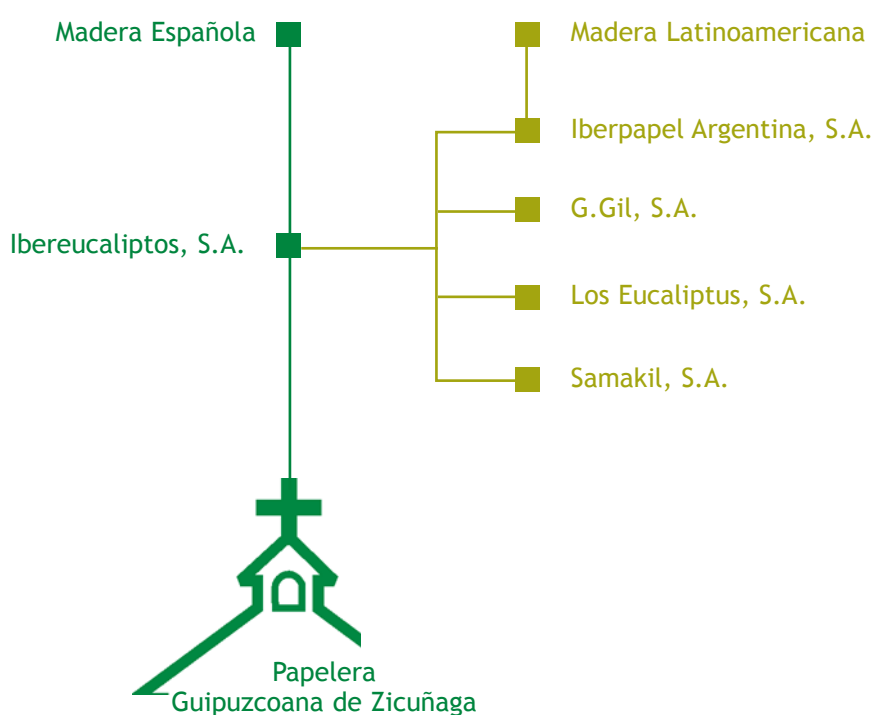 Madera Española
Madera Latinoamericana
Iberpapel Argentina, S.A.
G.Gil, S.A.
Ibereucaliptos, S.A.
Los Eucaliptus, S.A.
Samakil, S.A.
Papelera
Guipuzcoana de Zicuñaga